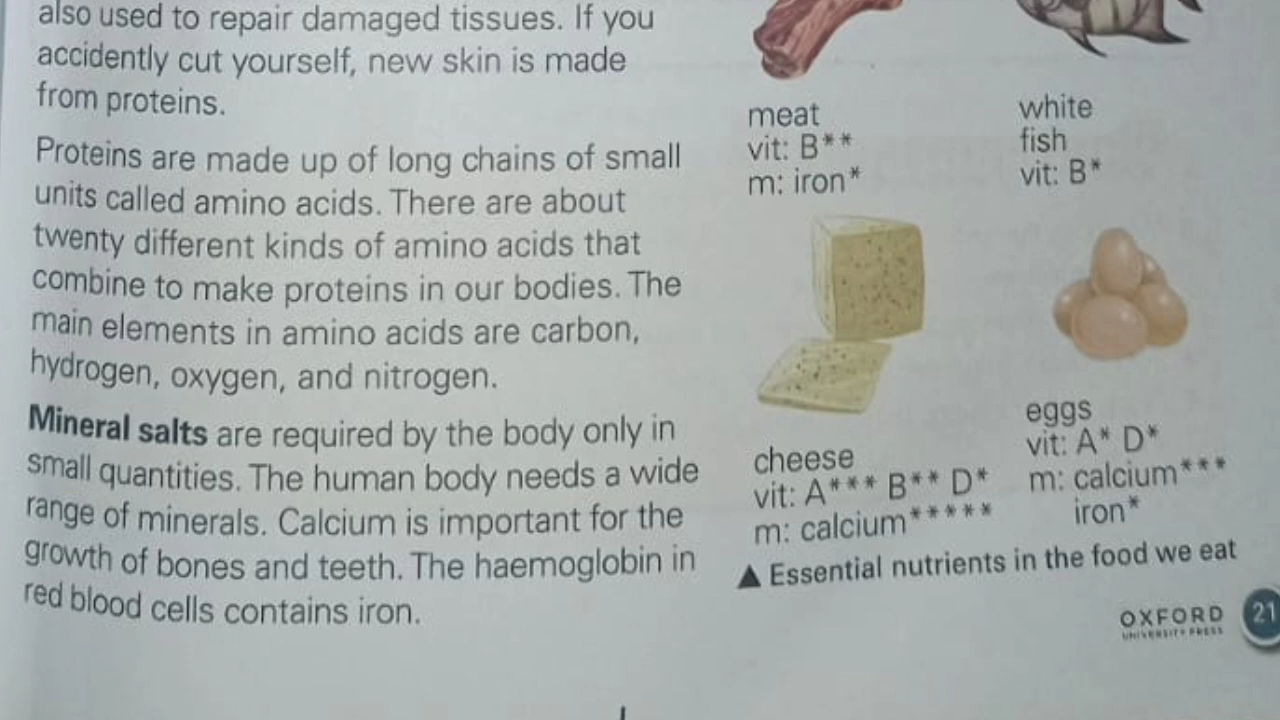 also used to repair damaged tissues. If you
accidently cut yourself, new skin is made
from proteins.
Proteins are made up of long chains of small
units called amino acids. There are about
twenty different kinds of amino acids that
combine to make proteins in our bodies. The
main elements in amino acids are carbon,
hydrogen, oxygen, and nitrogen.
Mineral salts are required by the body only in
small quantities. The human body needs a wide
range of minerals. Calcium is important for the
growth of bones and teeth. The haemoglobin in
red blood cells contains iron.
meat
vit: B**
m: iron*
white
fish
vit: B*
cheese
vit: A*** B** D*
m: calcium*****
eggs
vit: A* D*
m: calcium***
iron*
▲ Essential nutrients in the food we eat
OXFORD
UNIVERSITY PRESS
21